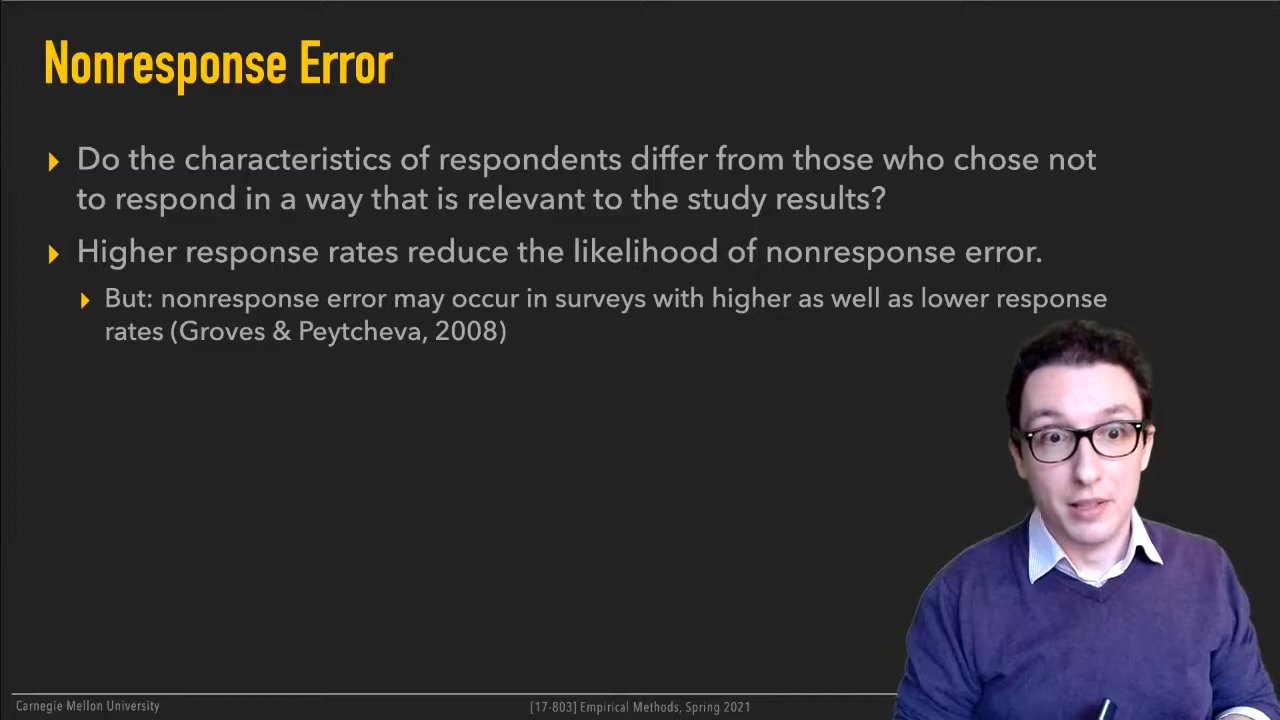 Nonresponse Error
Do the characteristics of respondents differ from those who chose not
to respond in a way that is relevant to the study results?
Higher response rates reduce the likelihood of nonresponse error.
But: nonresponse error may occur in surveys with higher as well as lower response
rates (Groves & Peytcheva, 2008)
Carnegie Mellon University
[17-803] Empirical Methods, Spring 2021